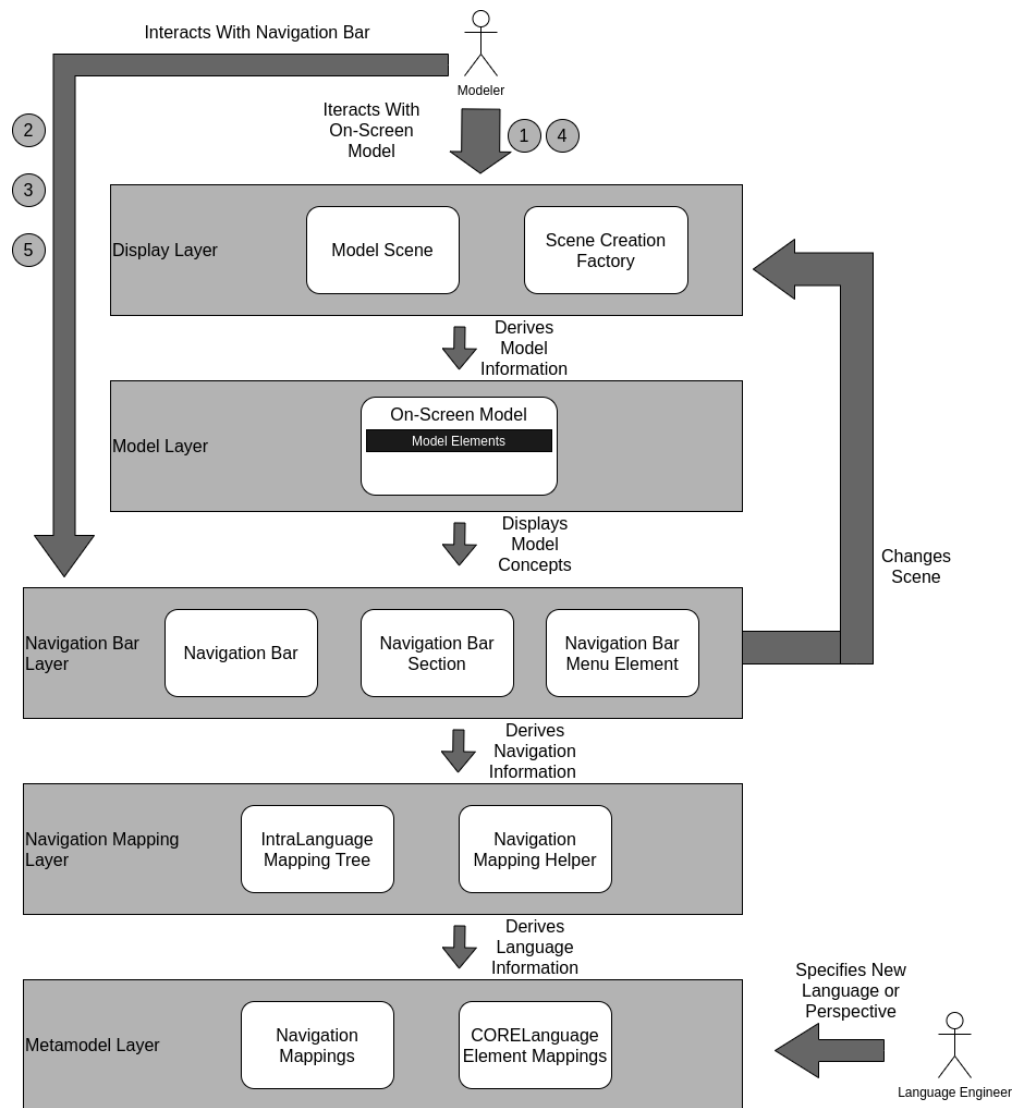 Interacts With Navigation Bar
Modeler
Iteracts With
On-Screen
Model
1
4
2
3
5
Display Layer
Model Scene
Scene Creation
Factory
Derives
Model
Information
Model Layer
On-Screen Model
Model Elements
Displays
Model
Concepts
Changes
Scene
Navigation Bar
Layer
Navigation Bar
Navigation Bar
Section
Navigation Bar
Menu Element
Derives
Navigation
Information
Navigation Mapping
Layer
IntraLanguage
Mapping Tree
Navigation
Mapping Helper
Derives
Language
Information
Specifies New
Language or
Perspective
Metamodel Layer
Navigation
Mappings
CORELanguage
Element Mappings
Language Engineer